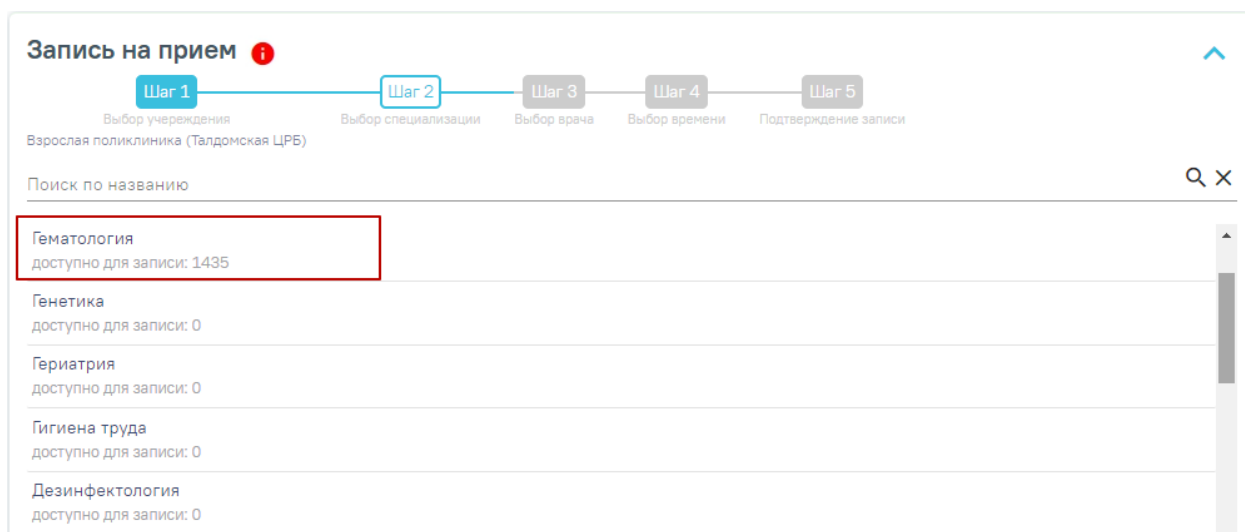 Запись на прием
Шаг 1 Шаг 2 Шаг 3 Шаг 4 Шаг 5
Выбор учереждения Выбор специализации Выбор врача Выбор времени Подтверждение записи
Взрослая поликлиника (Талдомская ЦРБ)
Поиск по названию
Гематология
доступно для записи: 1435
Генетика
доступно для записи: 0
Гериатрия
доступно для записи: 0
Гигиена труда
доступно для записи: 0
Дезинфектология
доступно для записи: 0